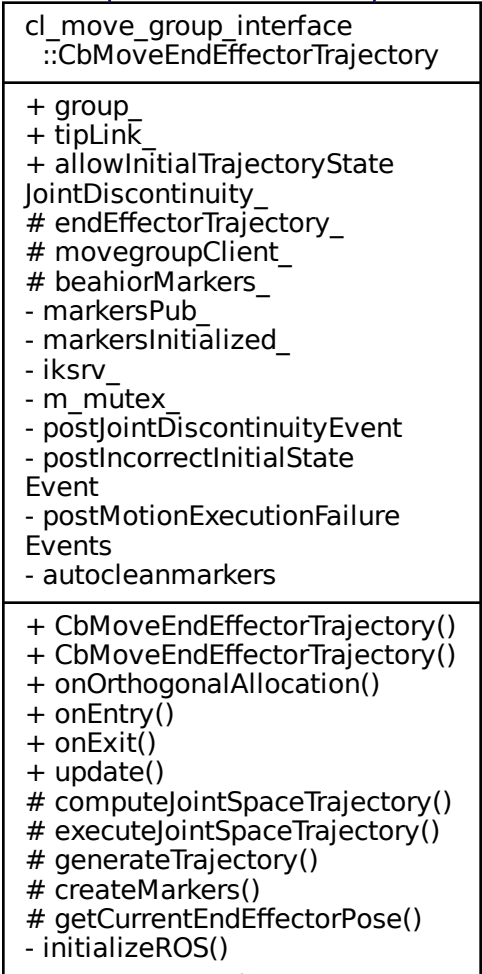 cl_move_group_interface
::CbMoveEndEffectorTrajectory
+ group_
+ tipLink_
+ allowInitialTrajectoryState
JointDiscontinuity_
# endEffectorTrajectory_
# movegroupClient_
# beahiorMarkers_
- markersPub_
- markersInitialized_
- iksrv_
- m_mutex_
- postJointDiscontinuityEvent
- postIncorrectInitialState
Event
- postMotionExecutionFailure
Events
- autocleanmarkers
+ CbMoveEndEffectorTrajectory()
+ CbMoveEndEffectorTrajectory()
+ onOrthogonalAllocation()
+ onEntry()
+ onExit()
+ update()
# computeJointSpaceTrajectory()
# executeJointSpaceTrajectory()
# generateTrajectory()
# createMarkers()
# getCurrentEndEffectorPose()
- initializeROS()